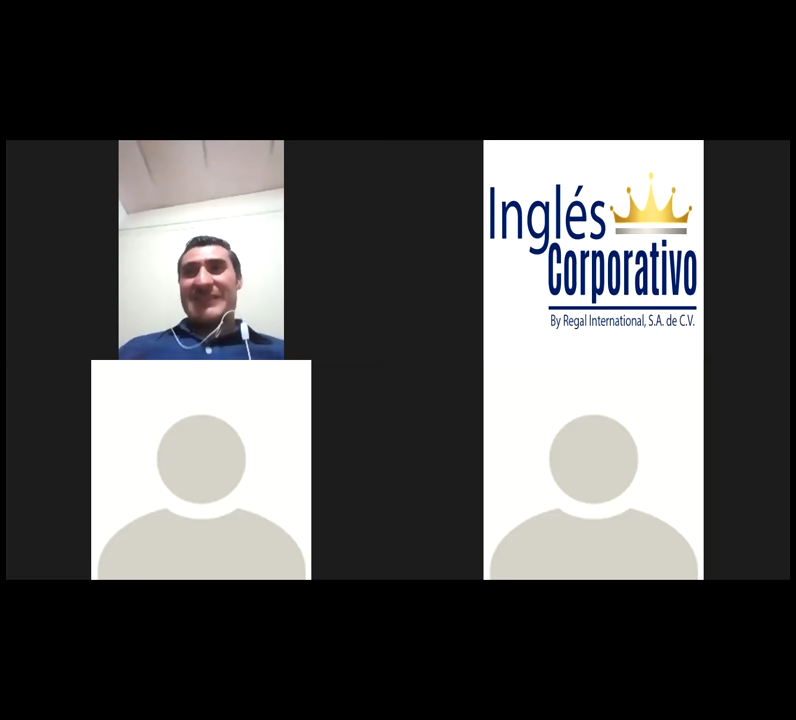 Inglés
Corporativo
By Regal International, S.A. de C.V.